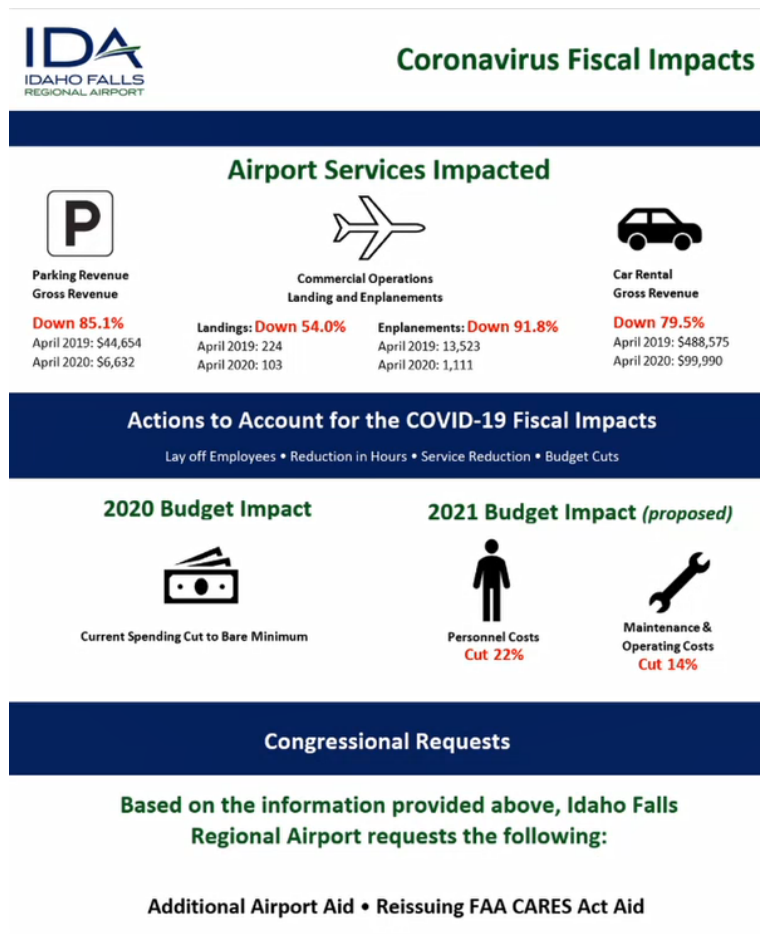 IDA
IDAHO FALLS
REGIONAL AIRPORT
Coronavirus Fiscal Impacts
Airport Services Impacted
P
Parking Revenue
Gross Revenue
Down 85.1%
April 2019: $44,654
April 2020: $6,632
Commercial Operations
Landing and Enplanements
Landings: Down 54.0%
April 2019: 224
April 2020: 103
Enplanements: Down 91.8%
April 2019: 13,523
April 2020: 1,111
Car Rental
Gross Revenue
Down 79.5%
April 2019: $488,575
April 2020: $99,990
Actions to Account for the COVID-19 Fiscal Impacts
Lay off Employees • Reduction in Hours • Service Reduction • Budget Cuts
2020 Budget Impact
Current Spending Cut to Bare Minimum
2021 Budget Impact (proposed)
Personnel Costs
Cut 22%
Maintenance &
Operating Costs
Cut 14%
Congressional Requests
Based on the information provided above, Idaho Falls
Regional Airport requests the following:
Additional Airport Aid • Reissuing FAA CARES Act Aid